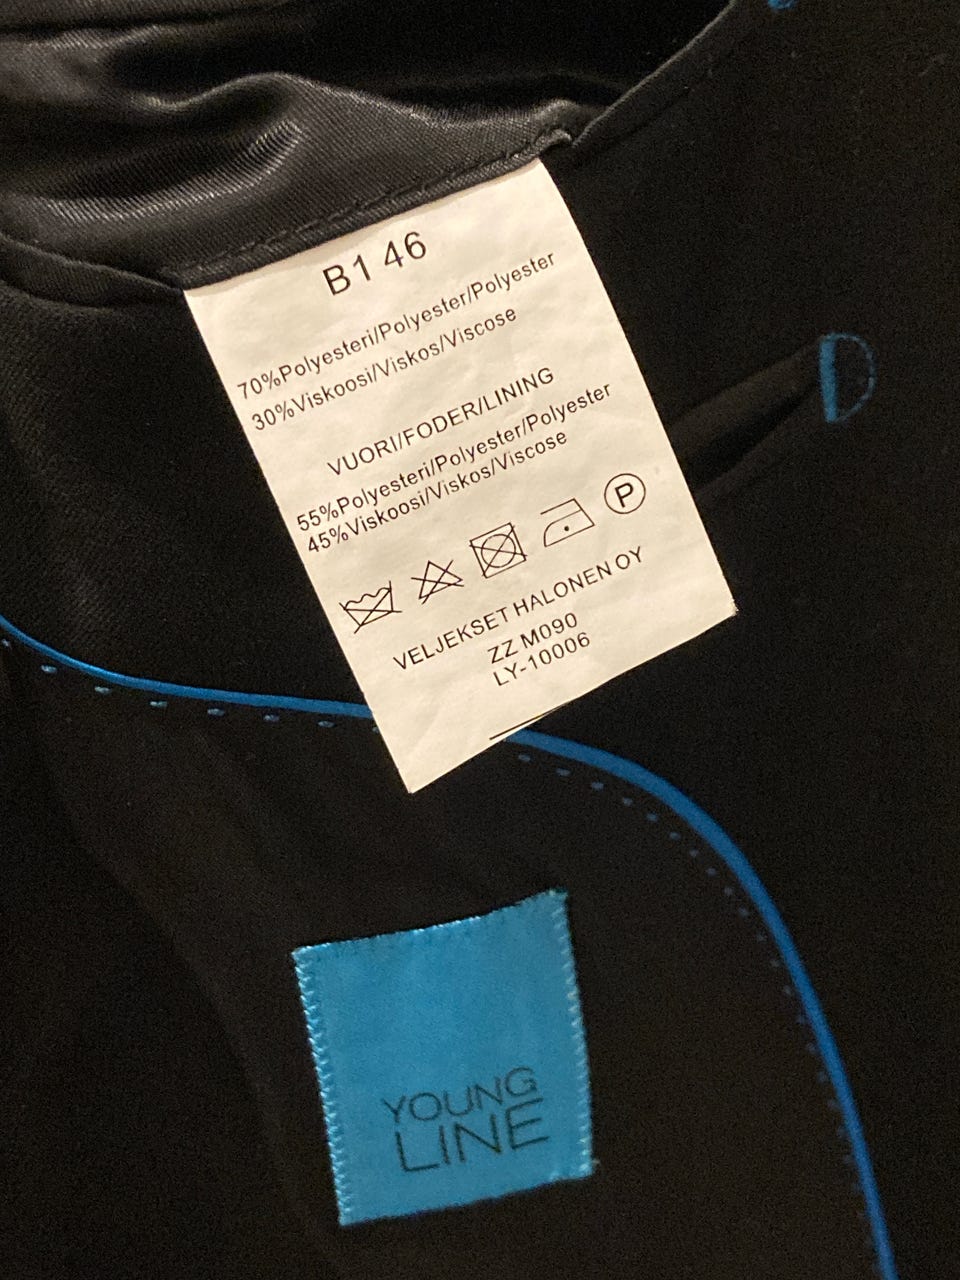 B1 46
70%Polyesteri/Polyester/Polyester
30%Viskoosi/Viskos/Viscose
VUORI/FODER/LINING
55%Polyesteri/Polyester/Polyester
45%Viskoosi/Viskos/Viscose
P
VELJEKSET HALONEN OY
ZZ M090
LY-10006
YOUNG
LINE